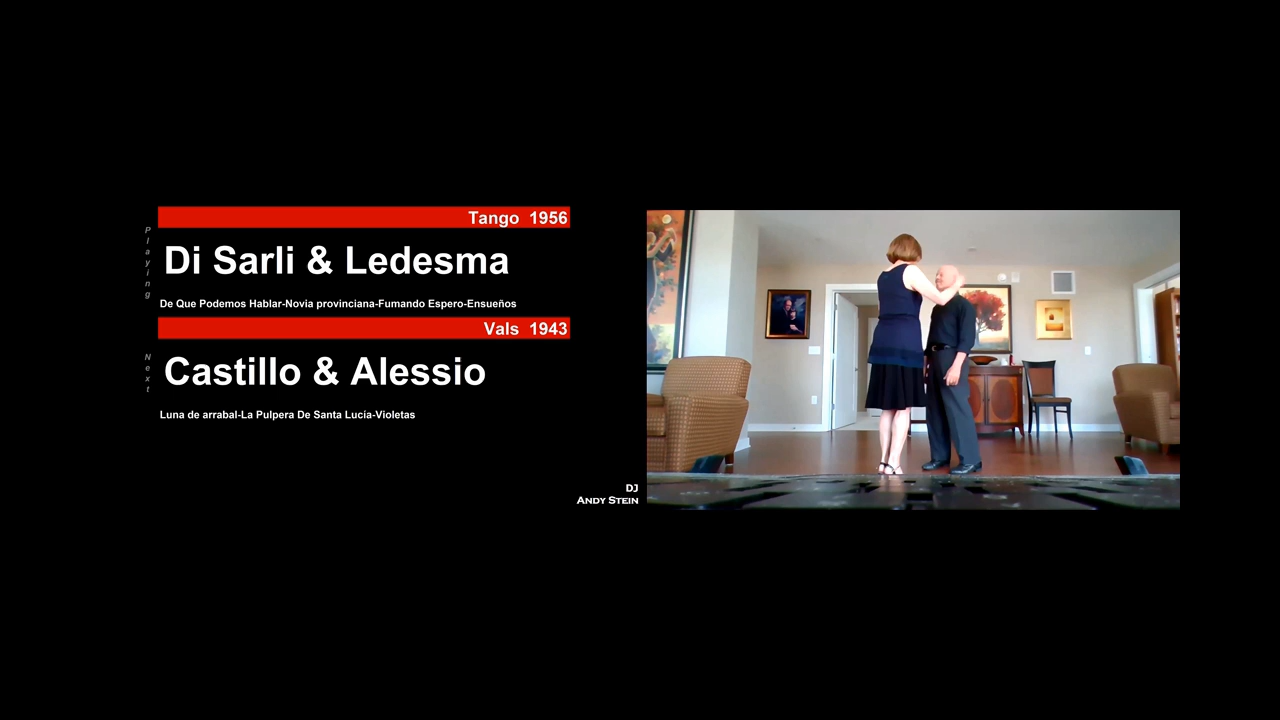 Tango 1956
Playing
Di Sarli & Ledesma
De Que Podemos Hablar-Novia provinciana-Fumando Espero-Ensueños
Vals 1943
Next
Castillo & Alessio
Luna de arrabal-La Pulpera De Santa Lucía-Violetas
DJ
ANDY STEIN